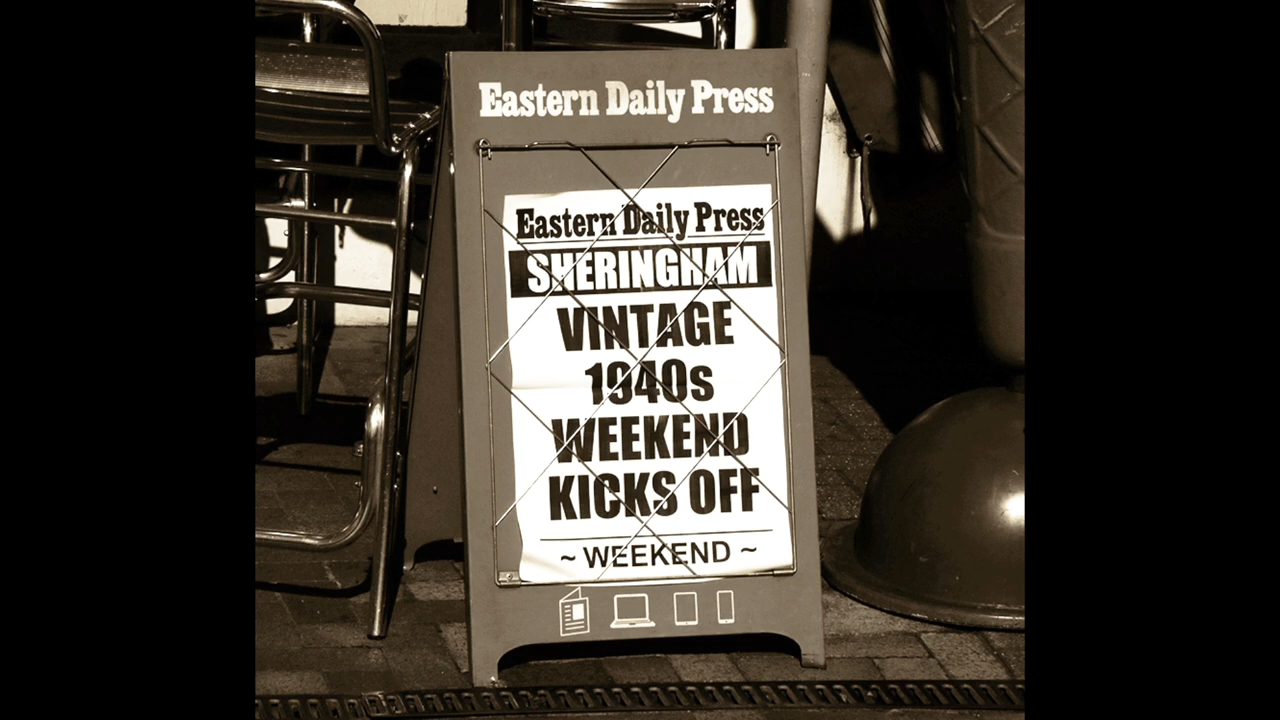 Eastern Daily Press
Eastern Daily Press
SHERINGHAM
VINTAGE
1940s
WEEKEND
KICKS OFF
~ WEEKEND ~